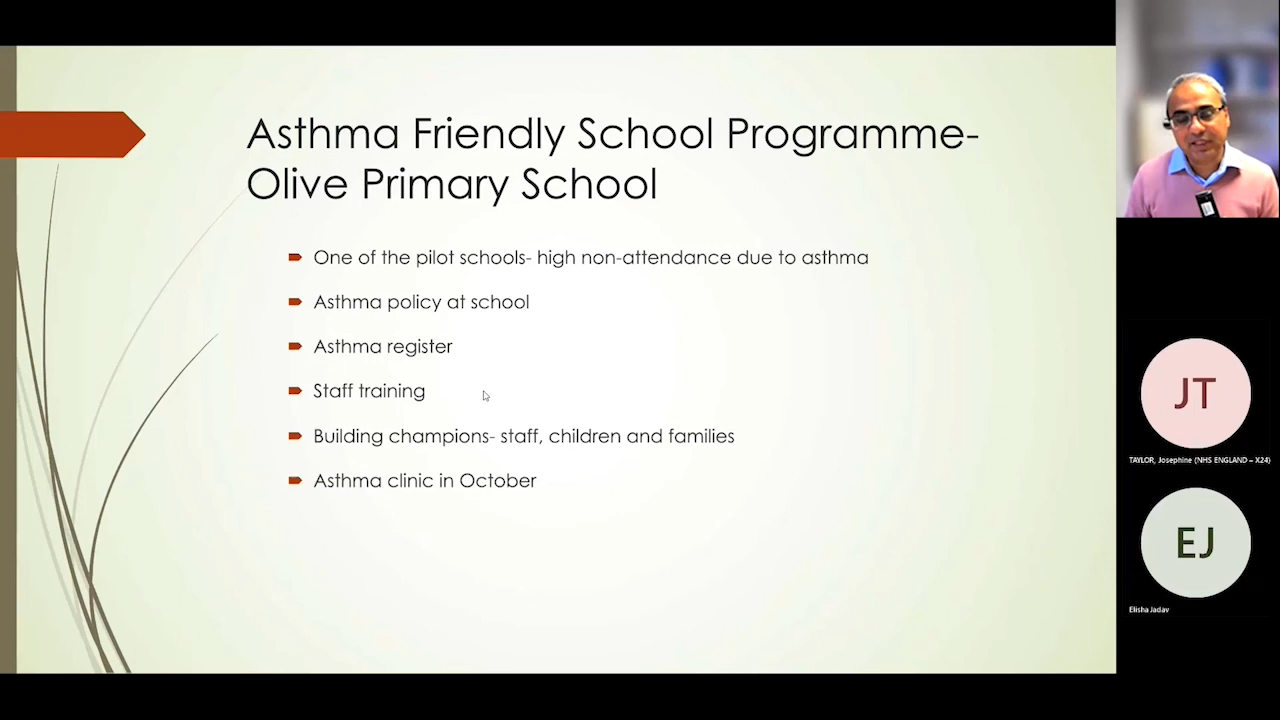 Asthma Friendly School Programme-
Olive Primary School
One of the pilot schools- high non-attendance due to asthma
Asthma policy at school
Asthma register
Staff training
Building champions- staff, children and families
Asthma clinic in October
JT
TAYLOR, Josephine (NHS ENGLAND – X24)
EJ
Elisha Jadav